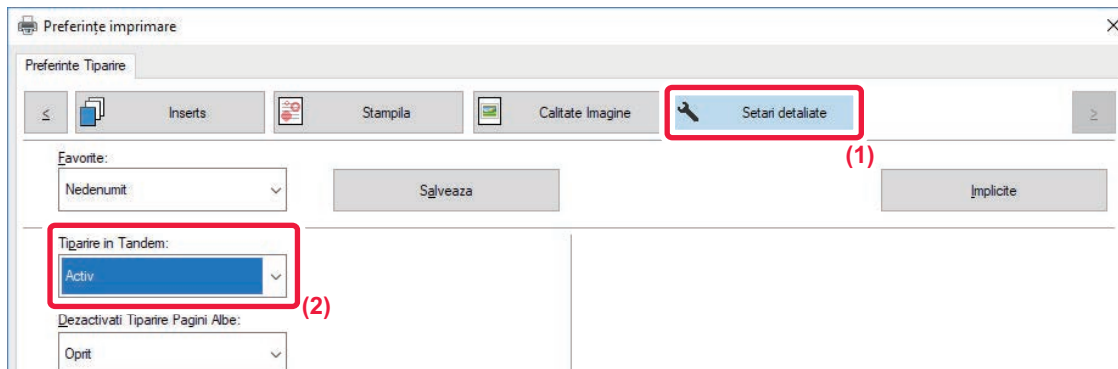 Preferințe imprimare
Preferinte Tiparire
< Inserts Stampila Calitate Imagine Setari detaliate >
(1)
Favorite:
Nedenumit Salveaza Implicite
Tiparire in Tandem:
Activ
(2)
Dezactivati Tiparire Pagini Albe:
Oprit